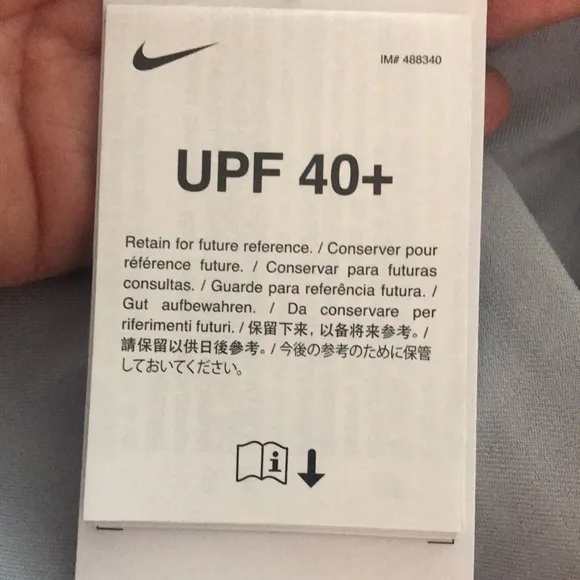 IM# 488340
UPF 40+
Retain for future reference. / Conserver pour
référence future. / Conservar para futuras
consultas. / Guarde para referência futura. /
Gut aufbewahren. / Da conservare per
riferimenti futuri. / 保留下来, 以备将来参考。/
請保留以供日後參考。/ 今後の参考のために保管
しておいてください。